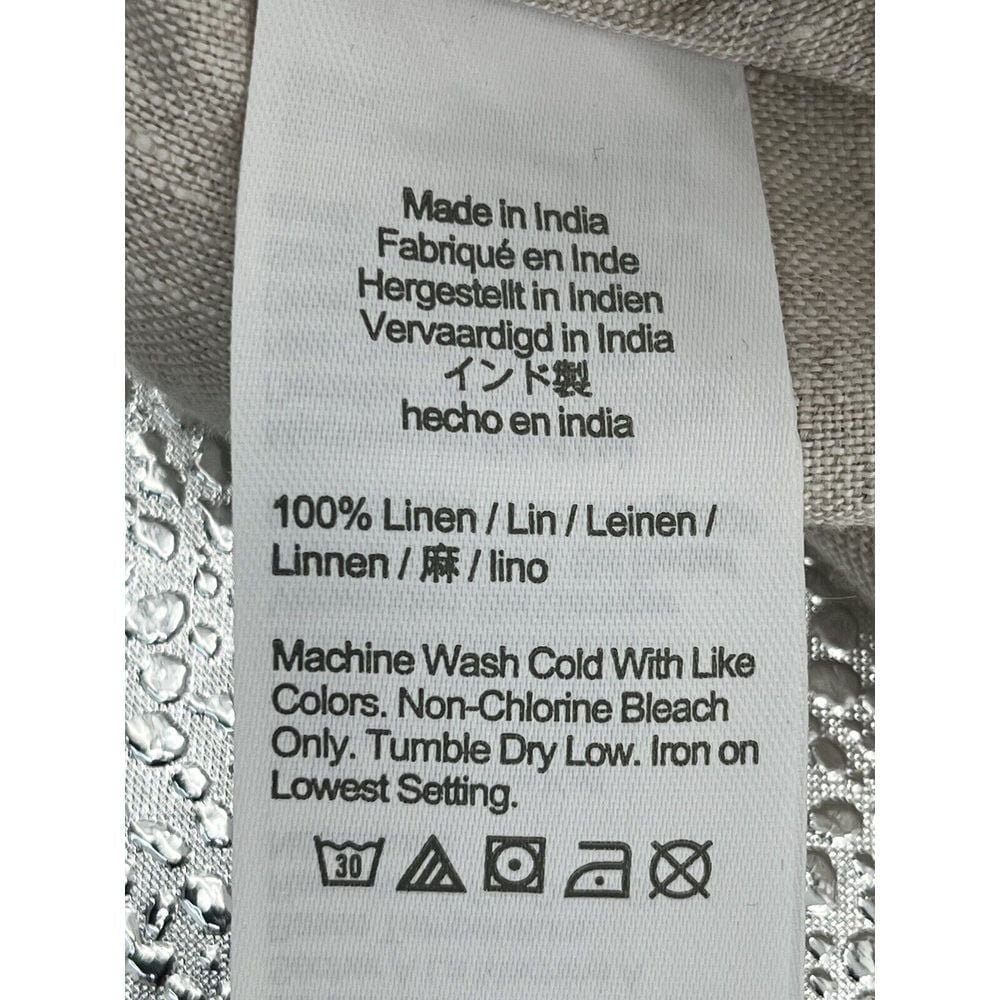 Made in India
Fabriqué en Inde
Hergestellt in Indien
Vervaardigd in India
インド製
hecho en india
100% Linen / Lin / Leinen /
Linnen / 麻 / lino
Machine Wash Cold With Like
Colors. Non-Chlorine Bleach
Only. Tumble Dry Low. Iron on
Lowest Setting.
30